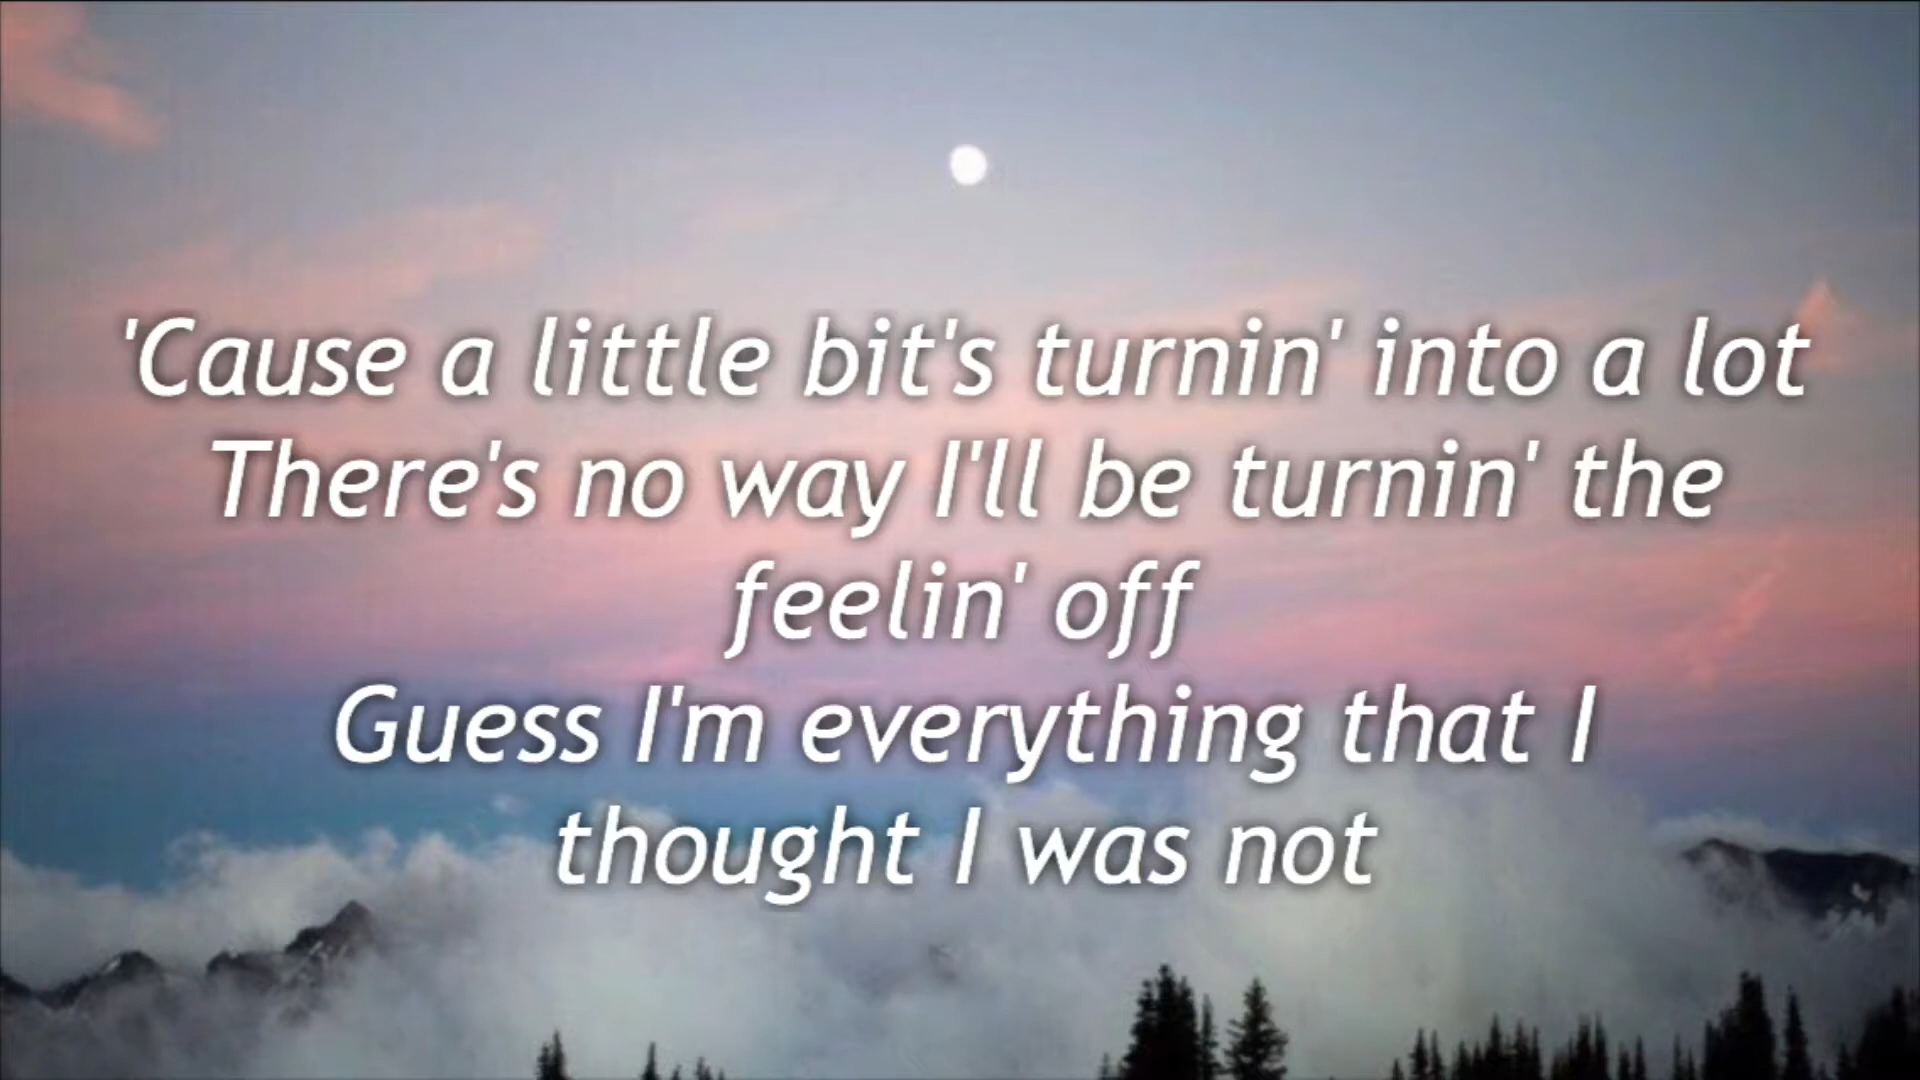 'Cause a little bit's turnin' into a lot
There's no way I'll be turnin' the
feelin' off
Guess I'm everything that I
thought I was not